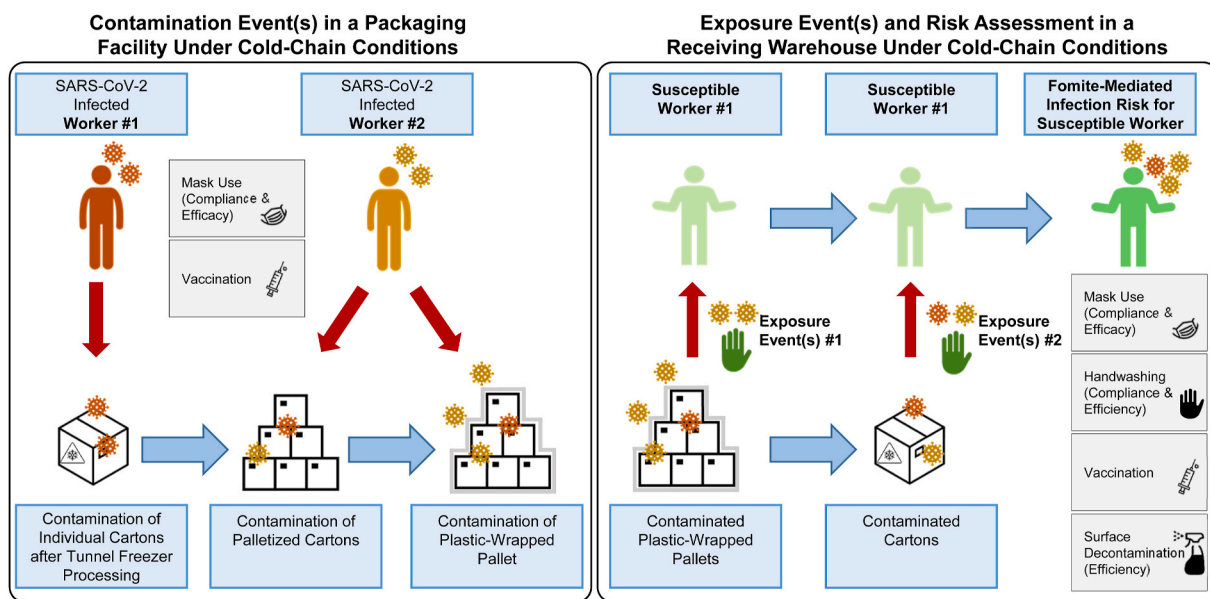 Contamination Event(s) in a Packaging
Facility Under Cold-Chain Conditions
SARS-CoV-2
Infected
Worker #1
SARS-CoV-2
Infected
Worker #2
Mask Use
(Compliance &
Efficacy)
Vaccination
Contamination of
Individual Cartons
after Tunnel Freezer
Processing
Contamination of
Palletized Cartons
Contamination of
Plastic-Wrapped
Pallet
Exposure Event(s) and Risk Assessment in a
Receiving Warehouse Under Cold-Chain Conditions
Susceptible
Worker #1
Susceptible
Worker #1
Fomite-Mediated
Infection Risk for
Susceptible Worker
Exposure
Event(s) #1
Exposure
Event(s) #2
Contaminated
Plastic-Wrapped
Pallets
Contaminated
Cartons
Mask Use
(Compliance &
Efficacy)
Handwashing
(Compliance &
Efficiency)
Vaccination
Surface
Decontamination
(Efficiency)